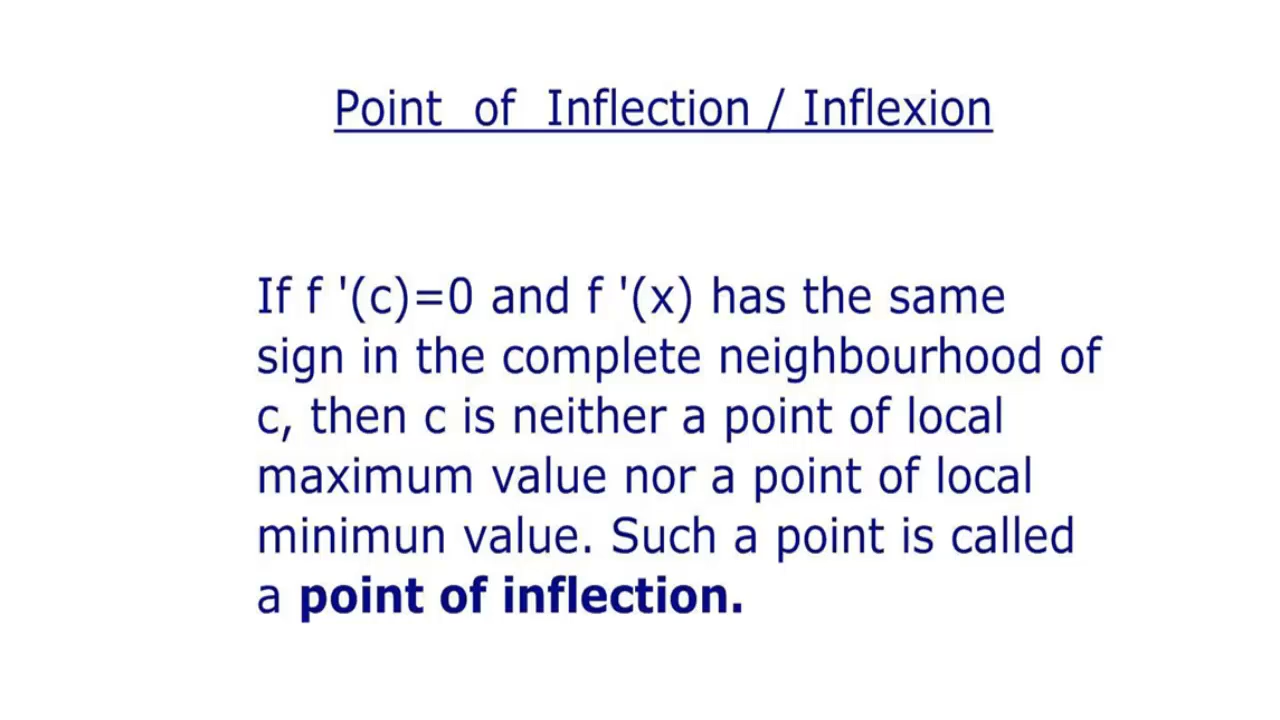 Point of Inflection / Inflexion
If f '(c)=0 and f '(x) has the same
sign in the complete neighbourhood of
c, then c is neither a point of local
maximum value nor a point of local
minimun value. Such a point is called
a point of inflection.